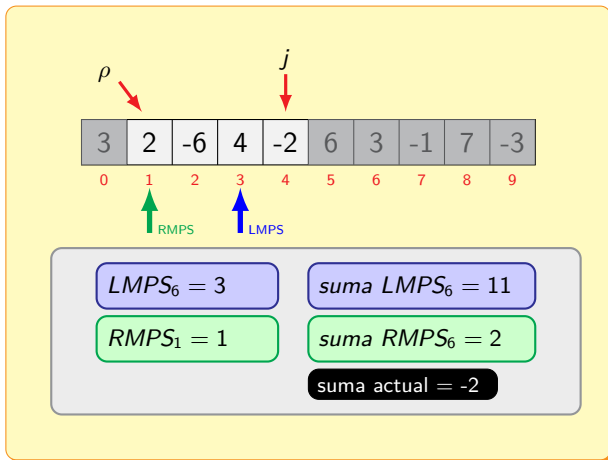 ρ
j
3 2 -6 4 -2 6 3 -1 7 -3
0 1 2 3 4 5 6 7 8 9
RMPS LMPS
LMPS₆ = 3
suma LMPS₆ = 11
RMPS₁ = 1
suma RMPS₆ = 2
suma actual = -2